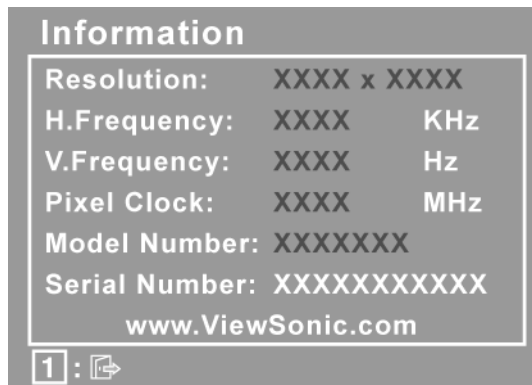 Information
Resolution: XXXX x XXXX
H.Frequency: XXXX KHz
V.Frequency: XXXX Hz
Pixel Clock: XXXX MHz
Model Number: XXXXXXX
Serial Number: XXXXXXXXXXX
www.ViewSonic.com
1 :